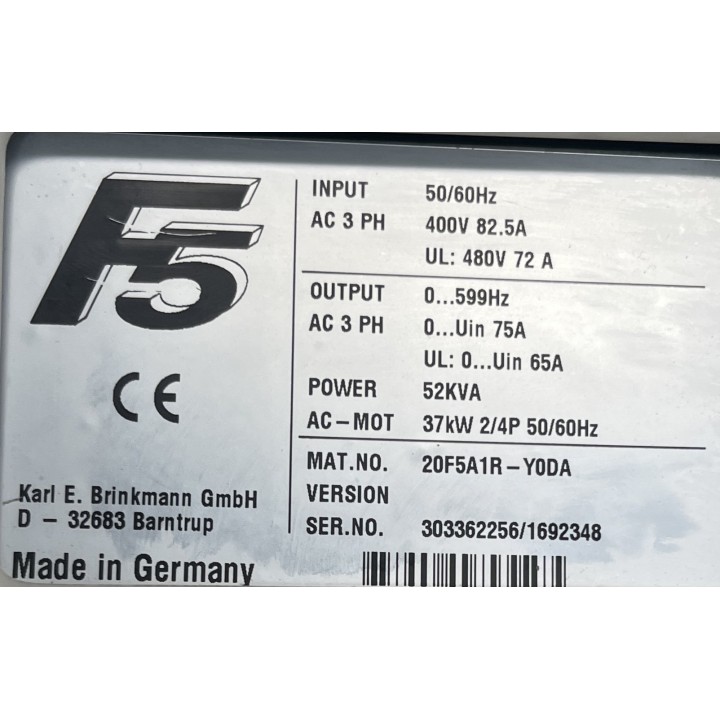 F5
INPUT 50/60Hz
AC 3 PH 400V 82.5A
UL: 480V 72 A
OUTPUT 0...599Hz
AC 3 PH 0...Uin 75A
UL: 0...Uin 65A
POWER 52KVA
AC-MOT 37kW 2/4P 50/60Hz
MAT.NO. 20F5A1R-Y0DA
VERSION
SER.NO. 303362256/1692348
CE
Karl E. Brinkmann GmbH
D - 32683 Barntrup
Made in Germany